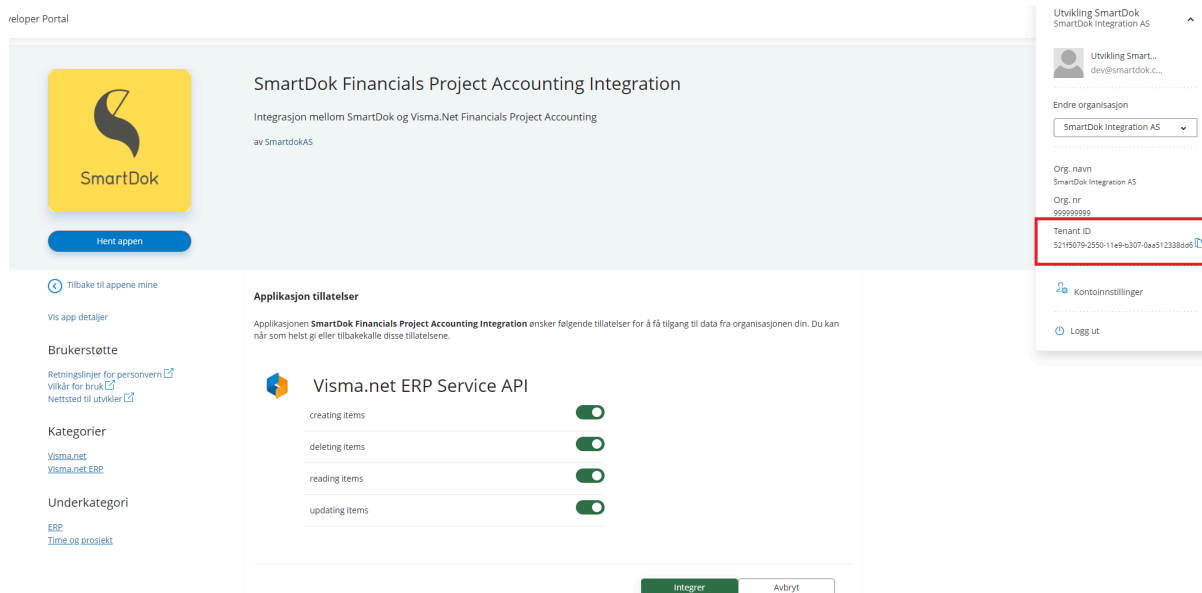 veloper Portal
Utvikling SmartDok
SmartDok Integration AS
Utvikling Smart...
dev@smartdok.c...
Endre organisasjon
SmartDok Integration AS
Org. navn
SmartDok Integration AS
Org. nr
999999999
Tenant ID
521f5079-2550-11e9-b307-0aa512338dd6
Kontoinnstillinger
Logg ut
SmartDok
Hent appen
SmartDok Financials Project Accounting Integration
Integrasjon mellom SmartDok og Visma.Net Financials Project Accounting
av SmartdokAS
Tilbake til appene mine
Vis app detaljer
Brukerstøtte
Retningslinjer for personvern
Vilkår for bruk
Nettsted til utvikler
Kategorier
Visma.net
Visma.net ERP
Underkategori
ERP
Time og prosjekt
Applikasjon tillatelser
Applikasjonen SmartDok Financials Project Accounting Integration ønsker følgende tillatelser for å få tilgang til data fra organisasjonen din. Du kan
når som helst gi eller tilbakekalle disse tillatelsene.
Visma.net ERP Service API
creating items
deleting items
reading items
updating items
Integrer
Avbryt